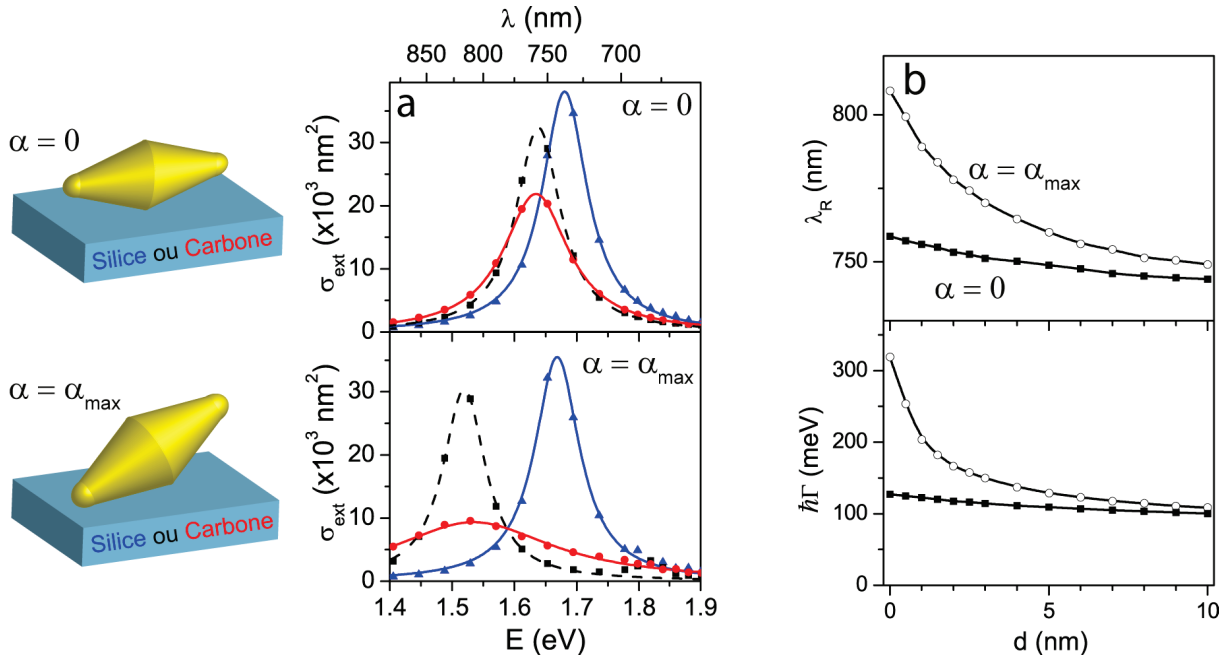 α = 0
Silice ou Carbone
α = αmax
Silice ou Carbone
λ (nm)
850 800 750 700
a
α = 0
σext (x10³ nm²)
30
20
10
0
α = αmax
σext (x10³ nm²)
30
20
10
0
1.4 1.5 1.6 1.7 1.8 1.9
E (eV)
b
λR (nm)
800
750
α = αmax
α = 0
ħΓ (meV)
300
200
100
0
0 5 10
d (nm)